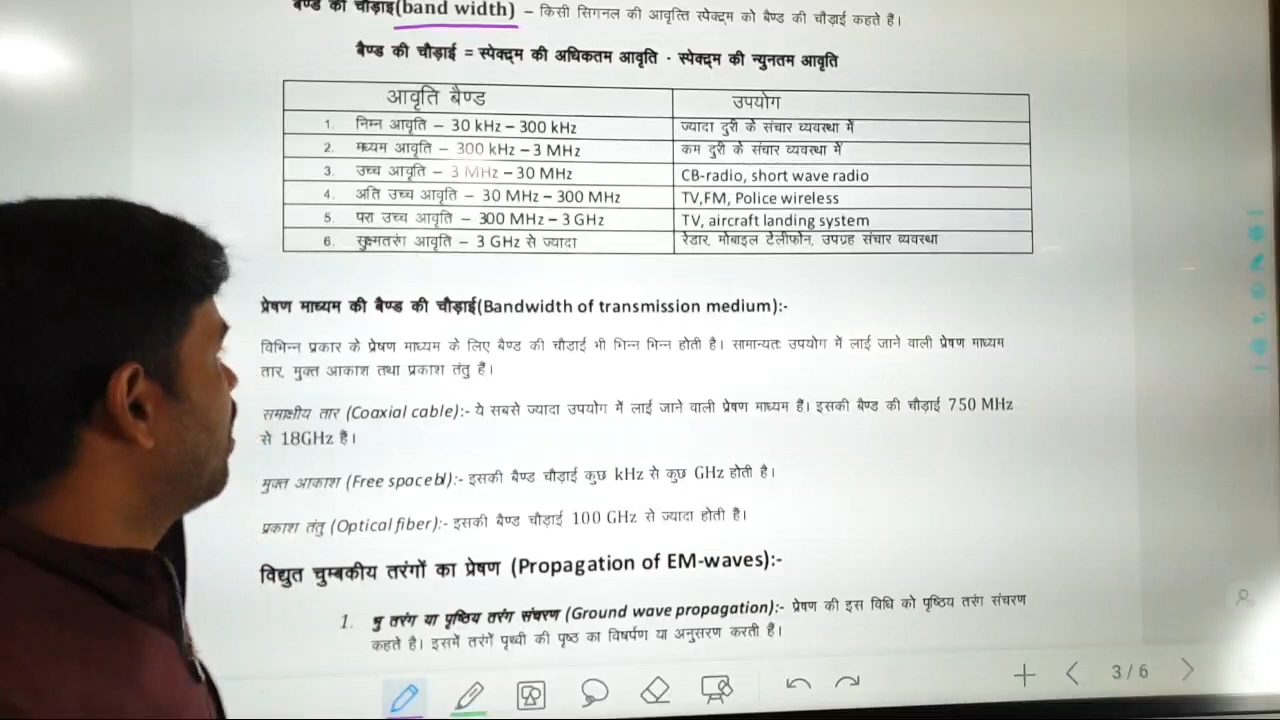 बैण्ड की चौड़ाई(band width) – किसी सिगनल की आवृत्ति स्पेक्ट्रम को बैण्ड की चौड़ाई कहते हैं।
बैण्ड की चौड़ाई = स्पेक्ट्रम की अधिकतम आवृति - स्पेक्ट्रम की न्युनतम आवृति
आवृति बैण्ड उपयोग
1. निम्न आवृति – 30 kHz – 300 kHz ज्यादा दुरी के संचार व्यवस्था में
2. मध्यम आवृति – 300 kHz – 3 MHz कम दुरी के संचार व्यवस्था में
3. उच्च आवृति – 3 MHz – 30 MHz CB-radio, short wave radio
4. अति उच्च आवृति – 30 MHz – 300 MHz TV,FM, Police wireless
5. परा उच्च आवृति – 300 MHz – 3 GHz TV, aircraft landing system
6. सुक्ष्मतरंग आवृति – 3 GHz से ज्यादा रेडार, मोबाइल टेलीफोन, उपग्रह संचार व्यवस्था
प्रेषण माध्यम की बैण्ड की चौड़ाई(Bandwidth of transmission medium):-
विभिन्न प्रकार के प्रेषण माध्यम के लिए बैण्ड की चौडाई भी भिन्न भिन्न होती है। सामान्यतः उपयोग में लाई जाने वाली प्रेषण माध्यम
तार, मुक्त आकाश तथा प्रकाश तंतु हैं।
समाक्षीय तार (Coaxial cable):- ये सबसे ज्यादा उपयोग में लाई जाने वाली प्रेषण माध्यम हैं। इसकी बैण्ड की चौड़ाई 750 MHz
से 18GHz हैं।
मुक्त आकाश (Free spacebl):- इसकी बैण्ड चौड़ाई कुछ kHz से कुछ GHz होती है।
प्रकाश तंतु (Optical fiber):- इसकी बैण्ड चौड़ाई 100 GHz से ज्यादा होती है।
विद्युत चुम्बकीय तरंगों का प्रेषण (Propagation of EM-waves):-
1. भु तरंग या पृष्ठिय तरंग संचरण (Ground wave propagation):- प्रेषण की इस विधि को पृष्ठिय तरंग संचरण
कहते है। इसमें तरंगें पृथ्वी की पृष्ठ का विषर्पण या अनुसरण करती हैं।
3 / 6